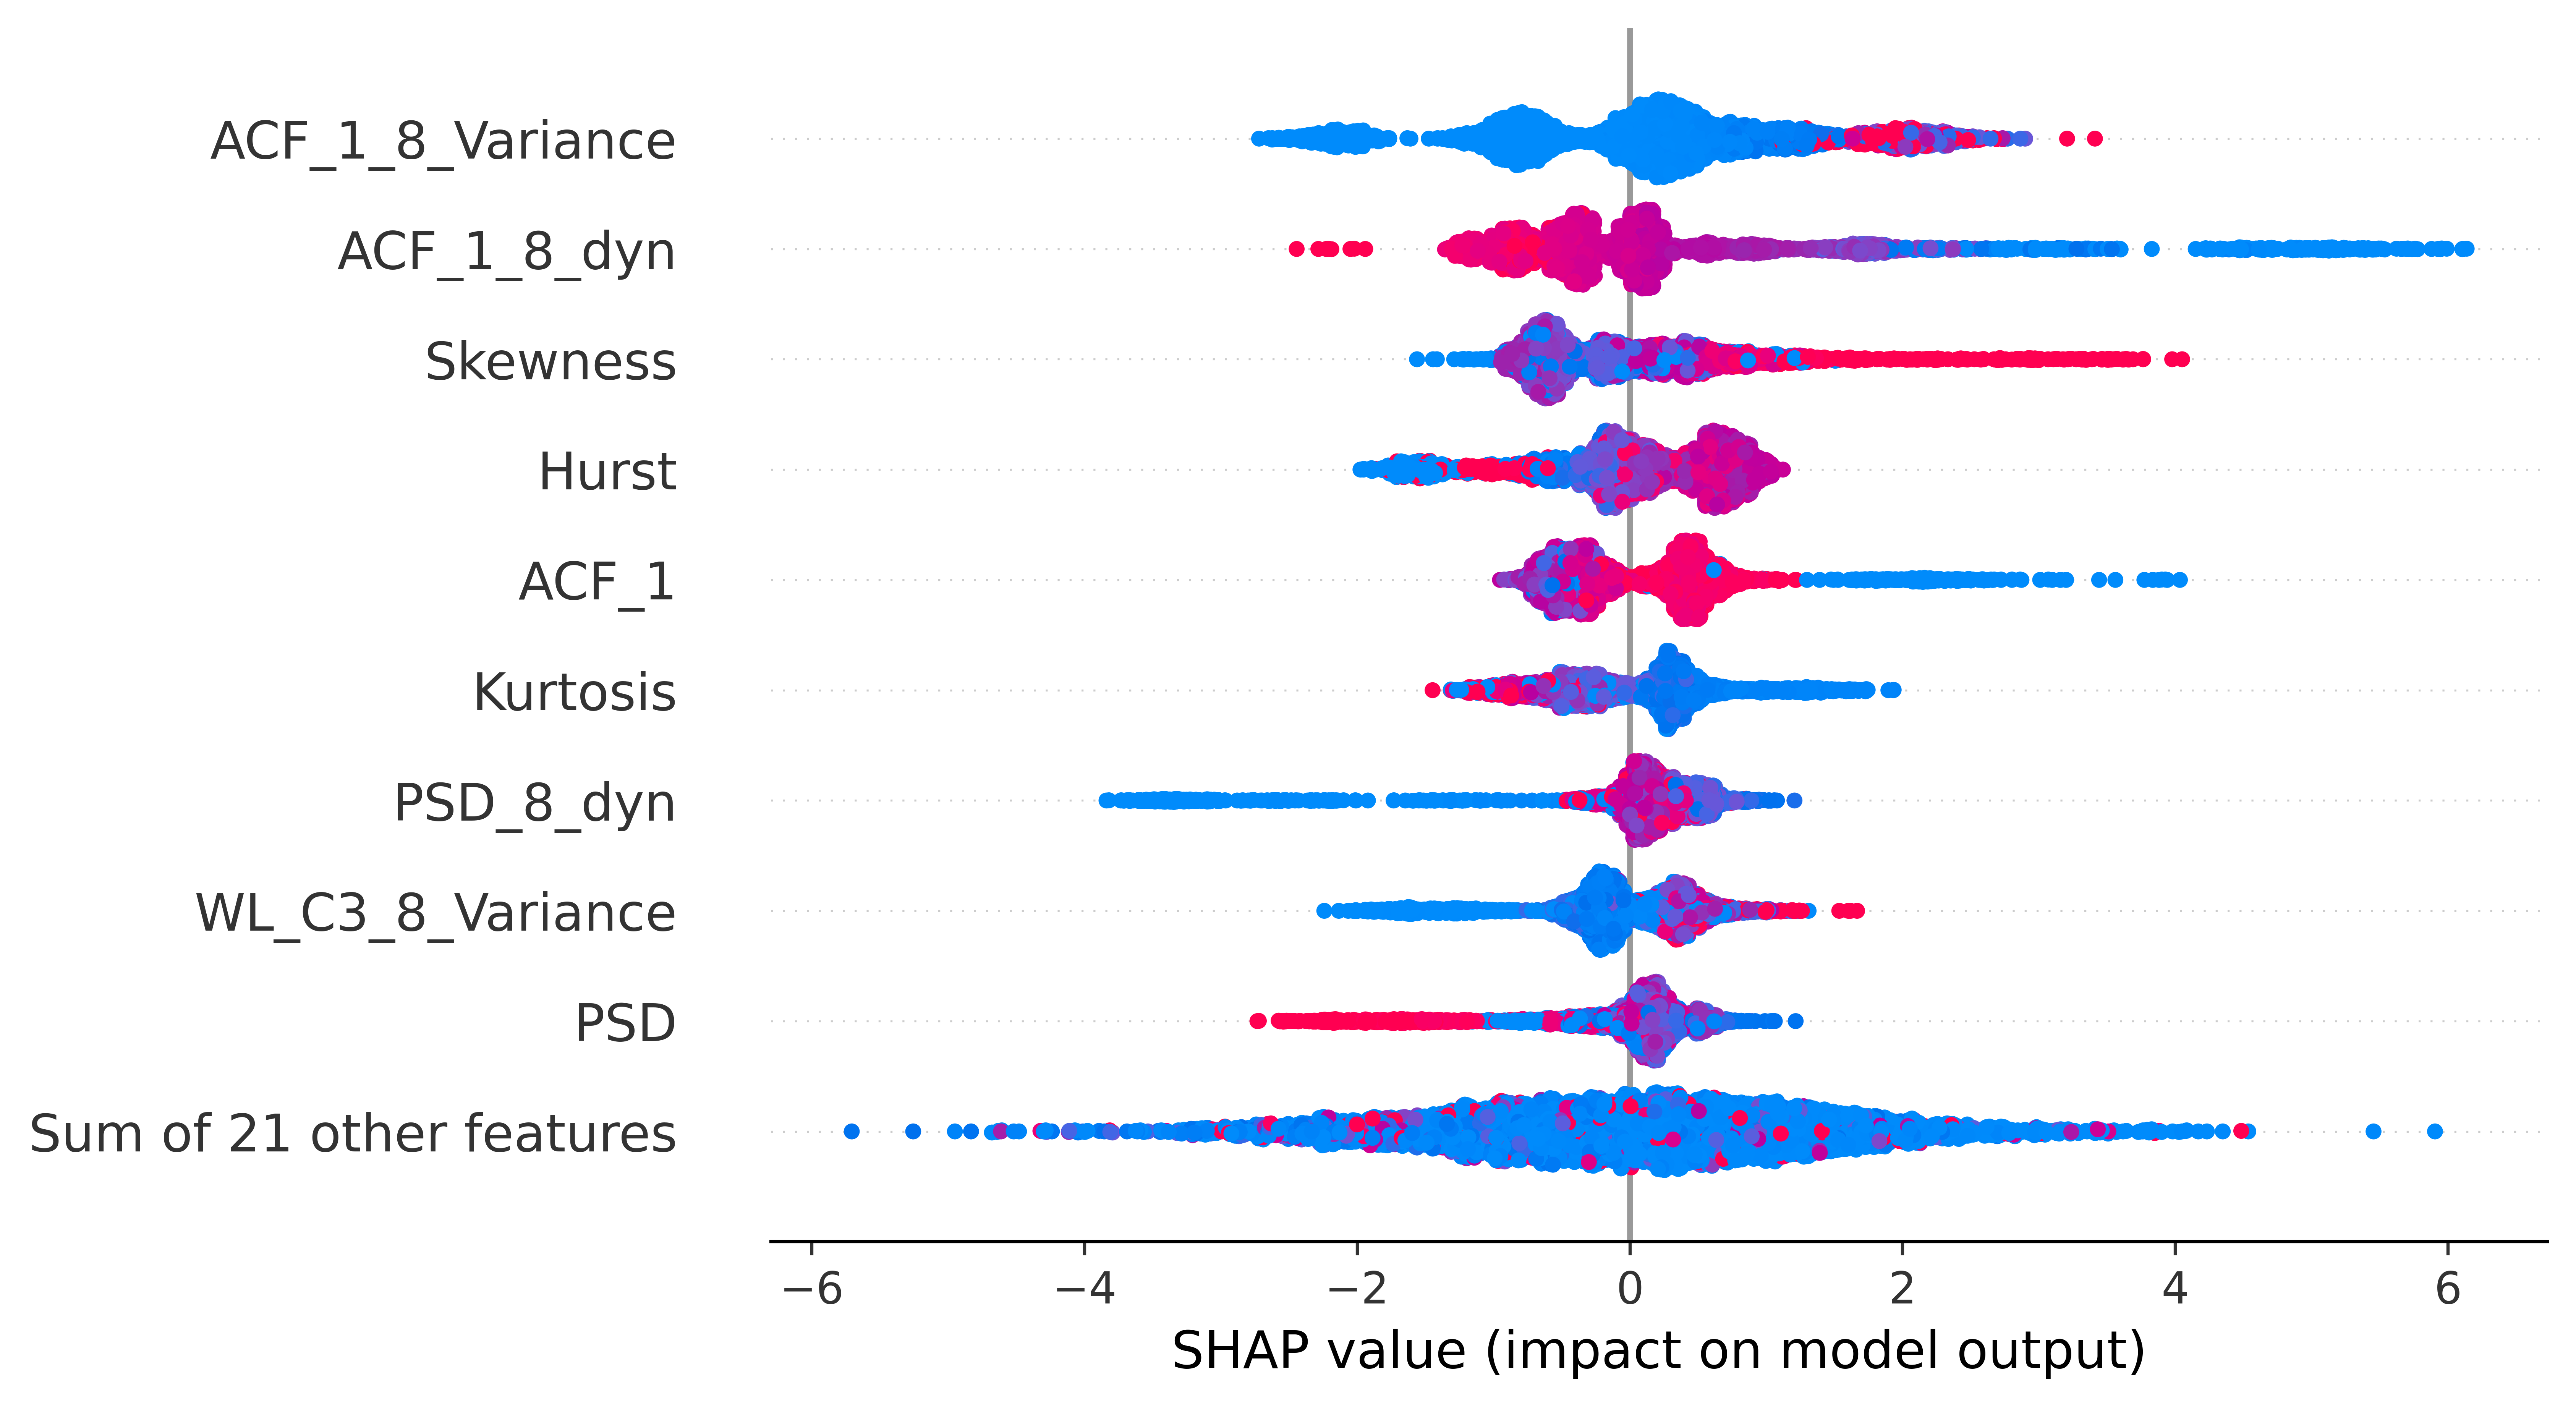 ACF_1_8_Variance
ACF_1_8_dyn
Skewness
Hurst
ACF_1
Kurtosis
PSD_8_dyn
WL_C3_8_Variance
PSD
Sum of 21 other features
−6 −4 −2 0 2 4 6
SHAP value (impact on model output)